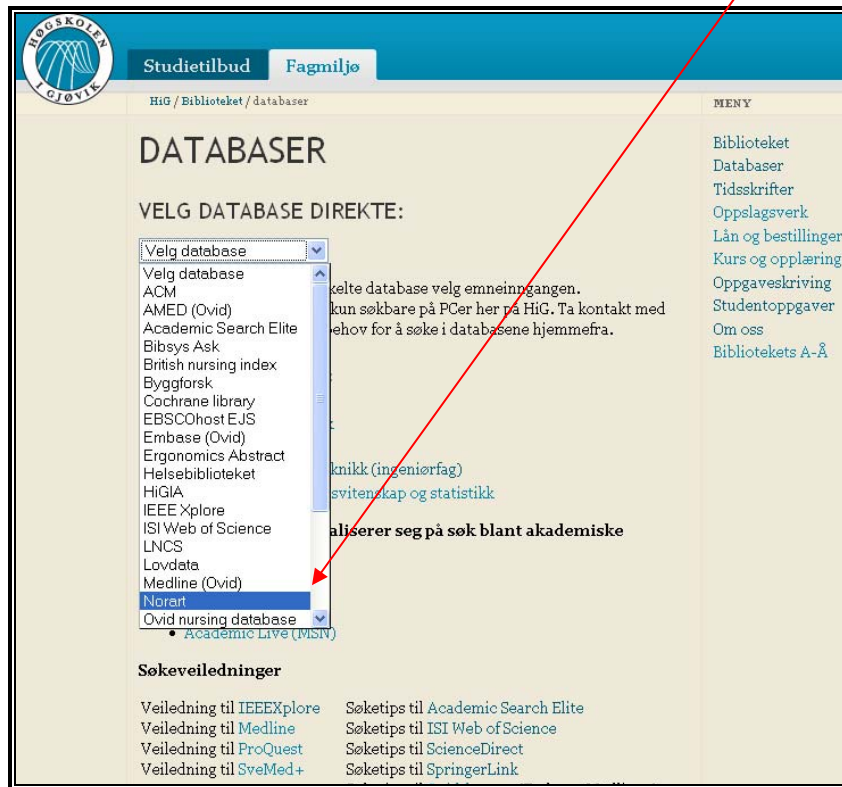 HØGSKOLEN
I GJØVIK
Studietilbud
Fagmiljø
HiG / Biblioteket / databaser
DATABASER
VELG DATABASE DIREKTE:
Velg database
Velg database
ACM
AMED (Ovid)
Academic Search Elite
Bibsys Ask
British nursing index
Byggforsk
Cochrane library
EBSCOhost EJS
Embase (Ovid)
Ergonomics Abstract
Helsebiblioteket
HiGIA
IEEE Xplore
ISI Web of Science
LNCS
Lovdata
Medline (Ovid)
Norart
Ovid nursing database
kelte database velg emneinngangen.
kun søkbare på PCer her på HiG. Ta kontakt med
behov for å søke i databasene hjemmefra.
knikk (ingeniørfag)
svitenskap og statistikk
aliserer seg på søk blant akademiske
Academic Live (MSN)
Søkeveiledninger
Veiledning til IEEEXplore
Veiledning til Medline
Veiledning til ProQuest
Veiledning til SveMed+
Søketips til Academic Search Elite
Søketips til ISI Web of Science
Søketips til ScienceDirect
Søketips til SpringerLink
MENY
Biblioteket
Databaser
Tidsskrifter
Oppslagsverk
Lån og bestillinger
Kurs og opplæring
Oppgaveskriving
Studentoppgaver
Om oss
Bibliotekets A-Å